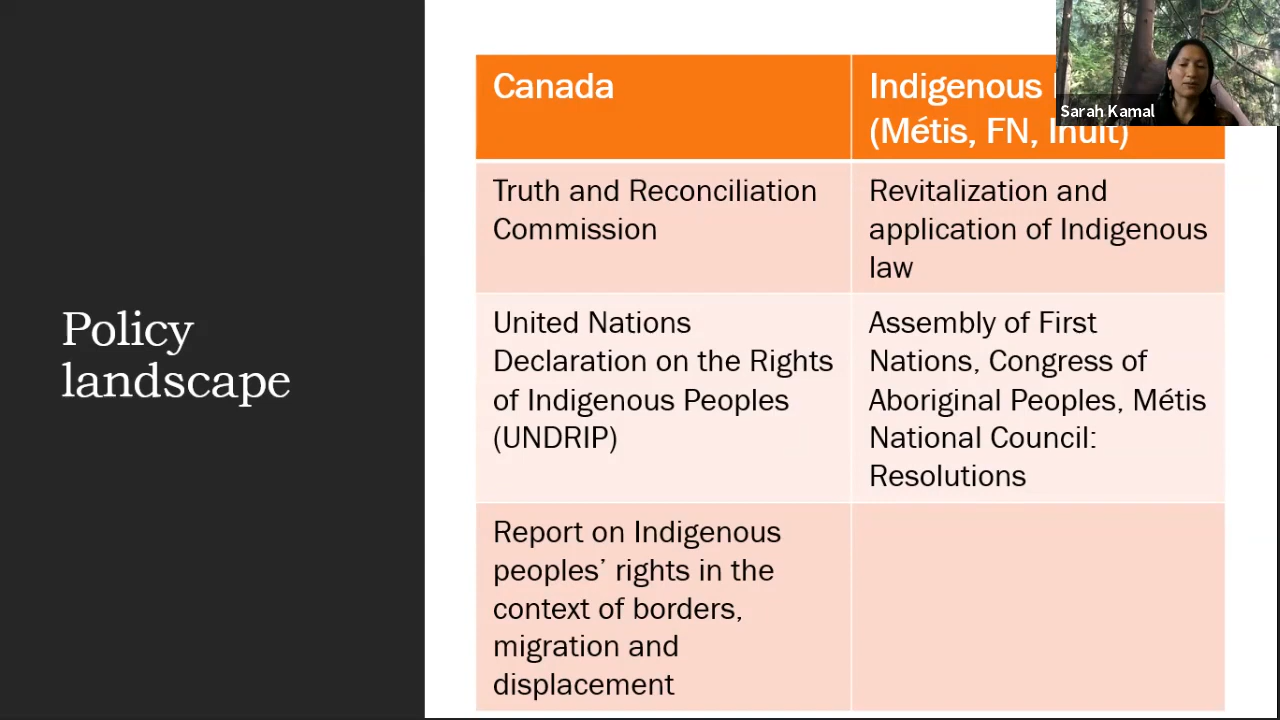 Policy
landscape
Canada
Indigenous
(Métis, FN, Inuit)
Truth and Reconciliation
Commission
Revitalization and
application of Indigenous
law
United Nations
Declaration on the Rights
of Indigenous Peoples
(UNDRIP)
Assembly of First
Nations, Congress of
Aboriginal Peoples, Métis
National Council:
Resolutions
Report on Indigenous
peoples’ rights in the
context of borders,
migration and
displacement
Sarah Kamal